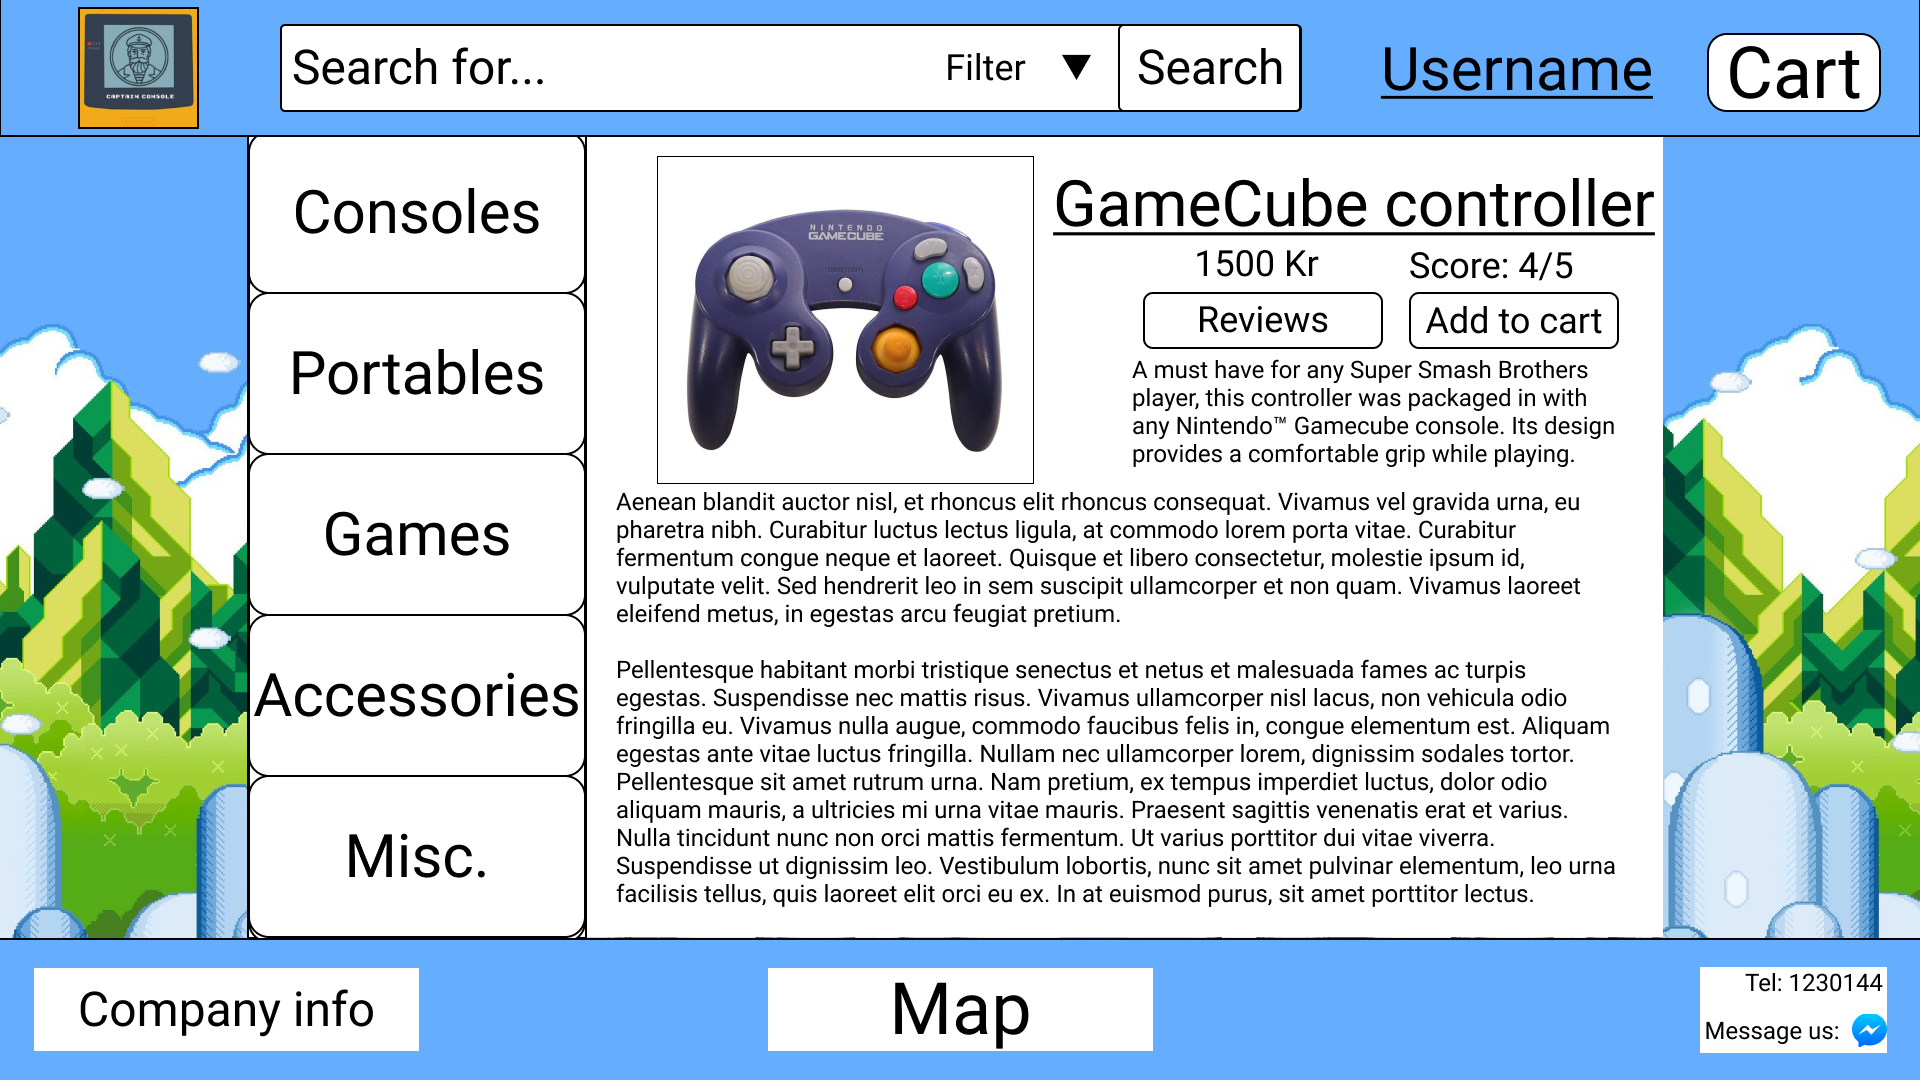 CAPTAIN CONSOLE
Search for...
Filter
Search
Username
Cart
Consoles
Portables
Games
Accessories
Misc.
NINTENDO
GAMECUBE
GameCube controller
1500 Kr
Score: 4/5
Reviews
Add to cart
A must have for any Super Smash Brothers
player, this controller was packaged in with
any Nintendo™ Gamecube console. Its design
provides a comfortable grip while playing.
Aenean blandit auctor nisl, et rhoncus elit rhoncus consequat. Vivamus vel gravida urna, eu
pharetra nibh. Curabitur luctus lectus ligula, at commodo lorem porta vitae. Curabitur
fermentum congue neque et laoreet. Quisque et libero consectetur, molestie ipsum id,
vulputate velit. Sed hendrerit leo in sem suscipit ullamcorper et non quam. Vivamus laoreet
eleifend metus, in egestas arcu feugiat pretium.
Pellentesque habitant morbi tristique senectus et netus et malesuada fames ac turpis
egestas. Suspendisse nec mattis risus. Vivamus ullamcorper nisl lacus, non vehicula odio
fringilla eu. Vivamus nulla augue, commodo faucibus felis in, congue elementum est. Aliquam
egestas ante vitae luctus fringilla. Nullam nec ullamcorper lorem, dignissim sodales tortor.
Pellentesque sit amet rutrum urna. Nam pretium, ex tempus imperdiet luctus, dolor odio
aliquam mauris, a ultricies mi urna vitae mauris. Praesent sagittis venenatis erat et varius.
Nulla tincidunt nunc non orci mattis fermentum. Ut varius porttitor dui vitae viverra.
Suspendisse ut dignissim leo. Vestibulum lobortis, nunc sit amet pulvinar elementum, leo urna
facilisis tellus, quis laoreet elit orci eu ex. In at euismod purus, sit amet porttitor lectus.
Company info
Map
Tel: 1230144
Message us: